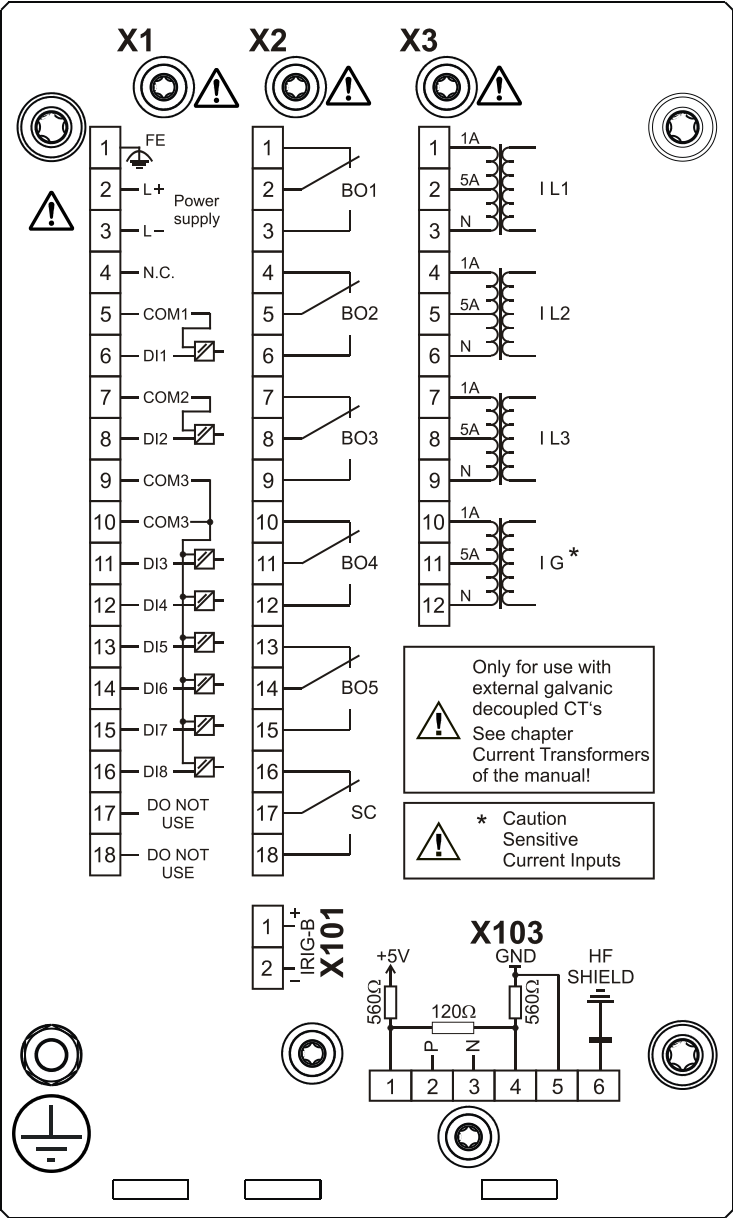 X1 X2 X3
1 FE
2 L+ Power
supply
3 L−
4 N.C.
5 COM1
6 DI1
7 COM2
8 DI2
9 COM3
10 COM3
11 DI3
12 DI4
13 DI5
14 DI6
15 DI7
16 DI8
17 DO NOT
USE
18 DO NOT
USE
1
2 BO1
3
4
5 BO2
6
7
8 BO3
9
10
11 BO4
12
13
14 BO5
15
16
17 SC
18
1 1A
2 5A I L1
3 N
4 1A
5 5A I L2
6 N
7 1A
8 5A I L3
9 N
10 1A
11 5A I G*
12 N
Only for use with
external galvanic
decoupled CT‘s
See chapter
Current Transformers
of the manual!
* Caution
Sensitive
Current Inputs
1 +
2 −
IRIG-B
X101
X103
+5V GND HF
SHIELD
560Ω 120Ω 560Ω
P N
1 2 3 4 5 6